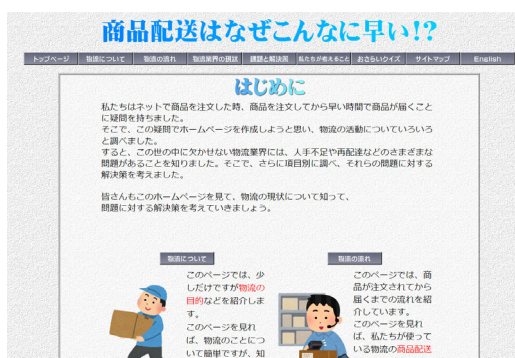 商品配送はなぜこんなに早い!?
トップページ 物流について 物流の流れ 物流業界の現状 課題と解決策 私たちが考えること おさらいクイズ サイトマップ English
はじめに
私たちはネットで商品を注文した時、商品を注文してから早い時間で商品が届くこと
に疑問を持ちました。
そこで、この疑問でホームページを作成しようと思い、物流の活動についていろいろ
と調べました。
すると、この世の中に欠かせない物流業界には、人手不足や再配達などのさまざまな
問題があることを知りました。そこで、さらに項目別に調べ、それらの問題に対する
解決策を考えました。
皆さんもこのホームページを見て、物流の現状について知って、
問題に対する解決策を考えていきましょう。
物流について
このページでは、少
しだけですが物流の
目的などを紹介しま
す。
このページを見れ
ば、物流のことにつ
いて簡単ですが、知
物流の流れ
このページでは、商
品が注文されてから
届くまでの流れを紹
介しています。
このページを見れ
ば、私たちが使って
いる物流の商品配送